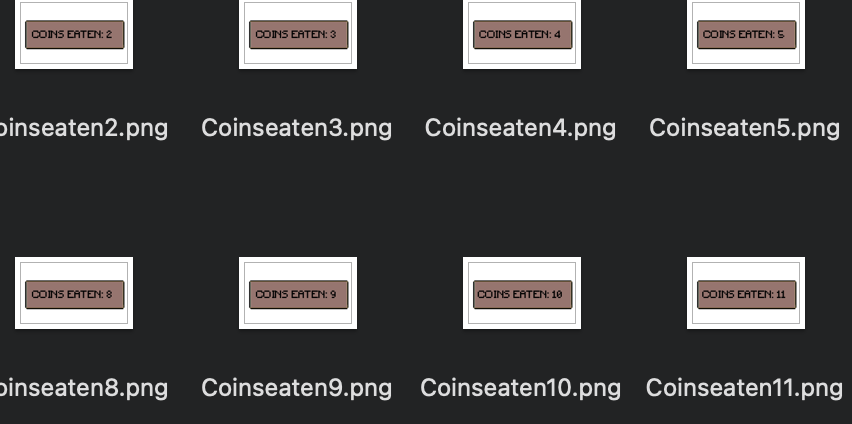 COINS EATEN: 2
COINS EATEN: 3
COINS EATEN: 4
COINS EATEN: 5
oinseaten2.png
Coinseaten3.png
Coinseaten4.png
Coinseaten5.png
COINS EATEN: 8
COINS EATEN: 9
COINS EATEN: 10
COINS EATEN: 11
oinseaten8.png
Coinseaten9.png
Coinseaten10.png
Coinseaten11.png